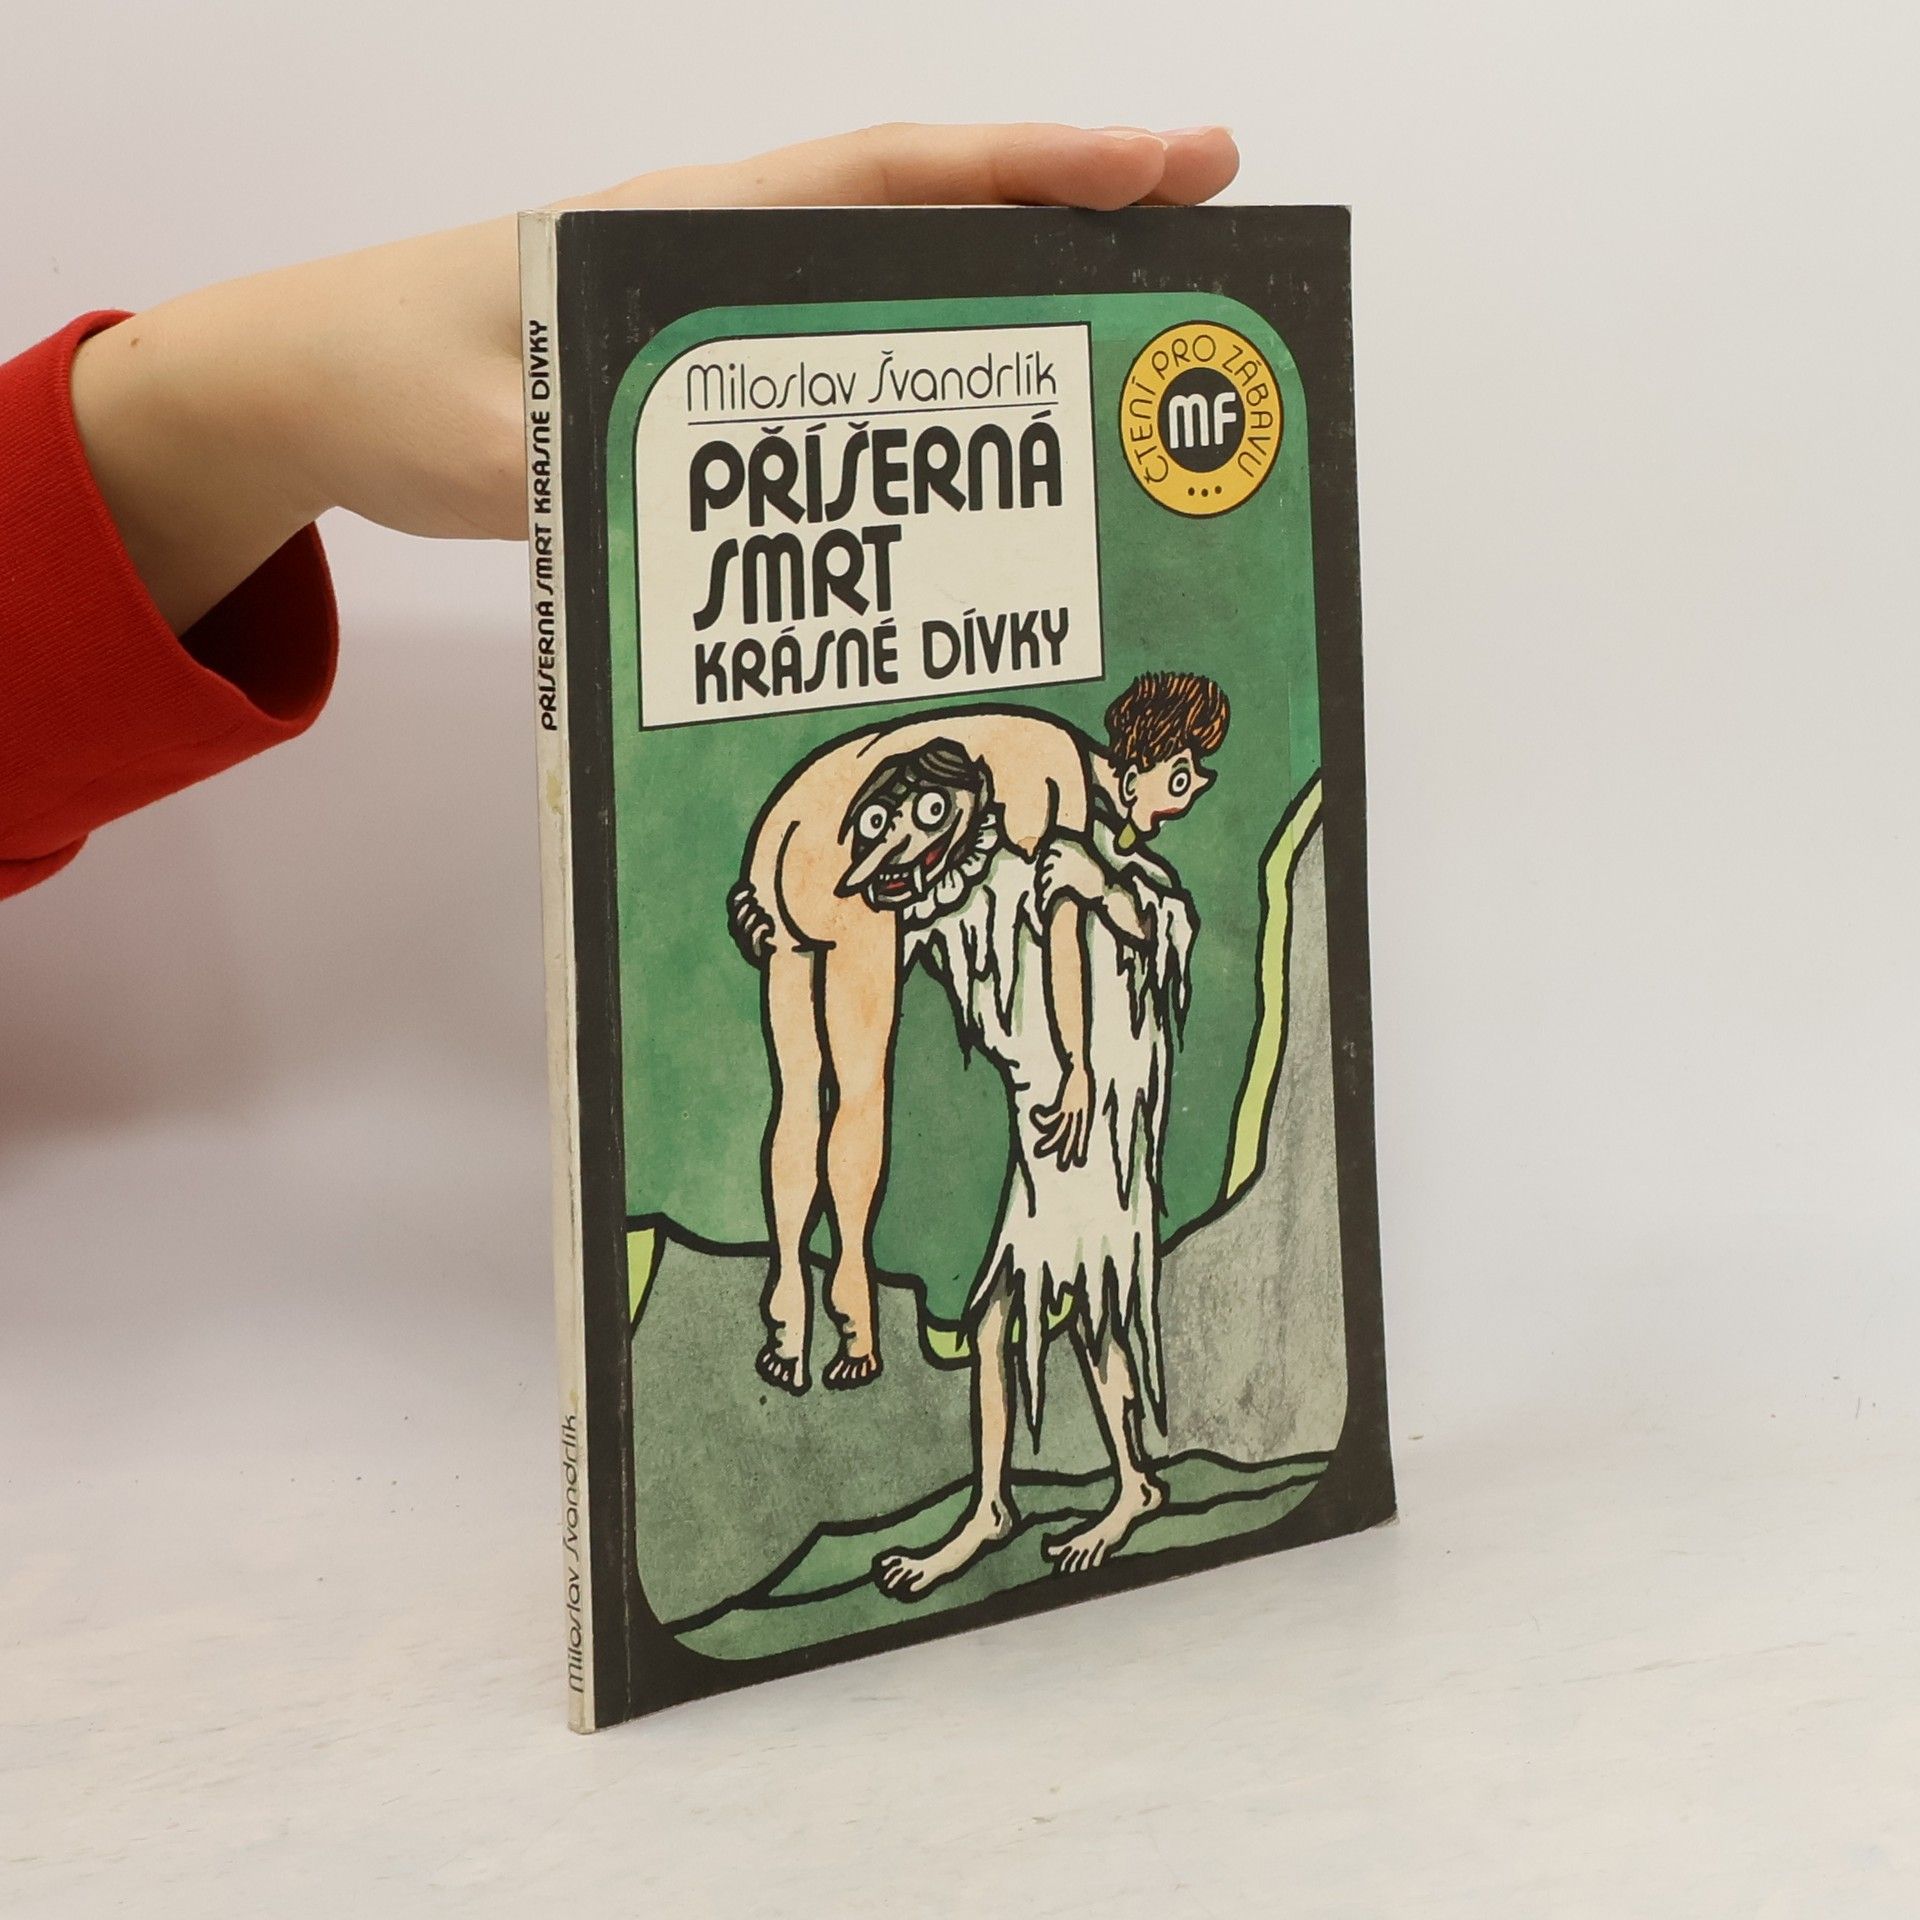 Miloslav Švandrlík
PŘÍŠERNÁ
SMRT
KRÁSNÉ DÍVKY
ČTENÍ PRO ZÁBAVU...
MF
PŘÍŠERNÁ SMRT KRÁSNÉ DÍVKY
Miloslav Švandrlík